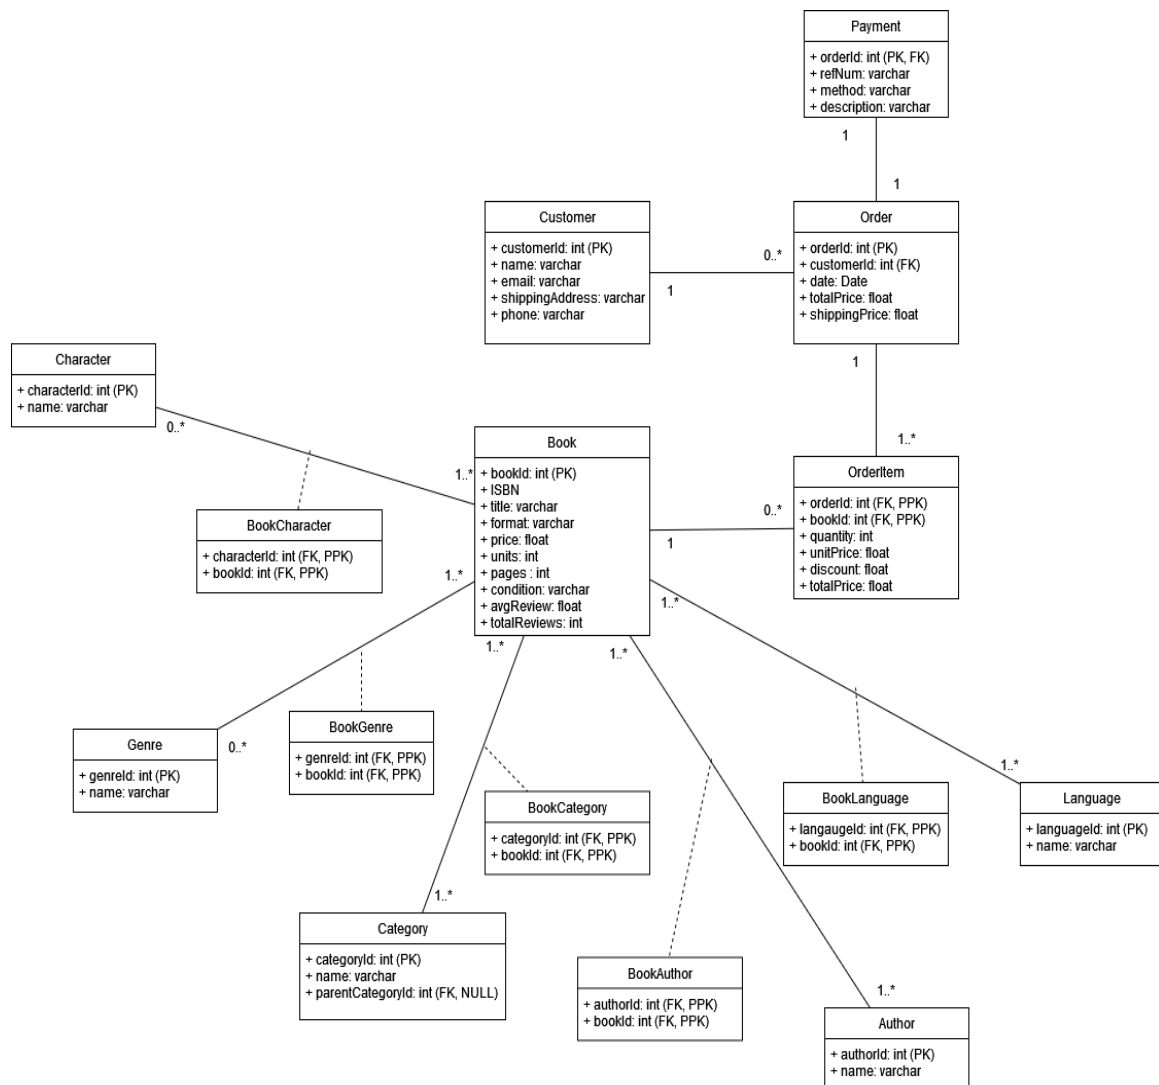 Payment
+ orderId: int (PK, FK)
+ refNum: varchar
+ method: varchar
+ description: varchar
1
1
Customer
+ customerId: int (PK)
+ name: varchar
+ email: varchar
+ shippingAddress: varchar
+ phone: varchar
1
0..*
Order
+ orderId: int (PK)
+ customerId: int (FK)
+ date: Date
+ totalPrice: float
+ shippingPrice: float
1
1..*
Character
+ characterId: int (PK)
+ name: varchar
0..*
1..*
BookCharacter
+ characterId: int (FK, PPK)
+ bookId: int (FK, PPK)
Book
+ bookId: int (PK)
+ ISBN
+ title: varchar
+ format: varchar
+ price: float
+ units: int
+ pages : int
+ condition: varchar
+ avgReview: float
+ totalReviews: int
1
0..*
OrderItem
+ orderId: int (FK, PPK)
+ bookId: int (FK, PPK)
+ quantity: int
+ unitPrice: float
+ discount: float
+ totalPrice: float
1..*
1..*
1..*
1..*
Genre
+ genreId: int (PK)
+ name: varchar
0..*
BookGenre
+ genreId: int (FK, PPK)
+ bookId: int (FK, PPK)
BookCategory
+ categoryId: int (FK, PPK)
+ bookId: int (FK, PPK)
BookLanguage
+ langaugeId: int (FK, PPK)
+ bookId: int (FK, PPK)
1..*
Language
+ languageId: int (PK)
+ name: varchar
1..*
Category
+ categoryId: int (PK)
+ name: varchar
+ parentCategoryId: int (FK, NULL)
BookAuthor
+ authorId: int (FK, PPK)
+ bookId: int (FK, PPK)
1..*
Author
+ authorId: int (PK)
+ name: varchar